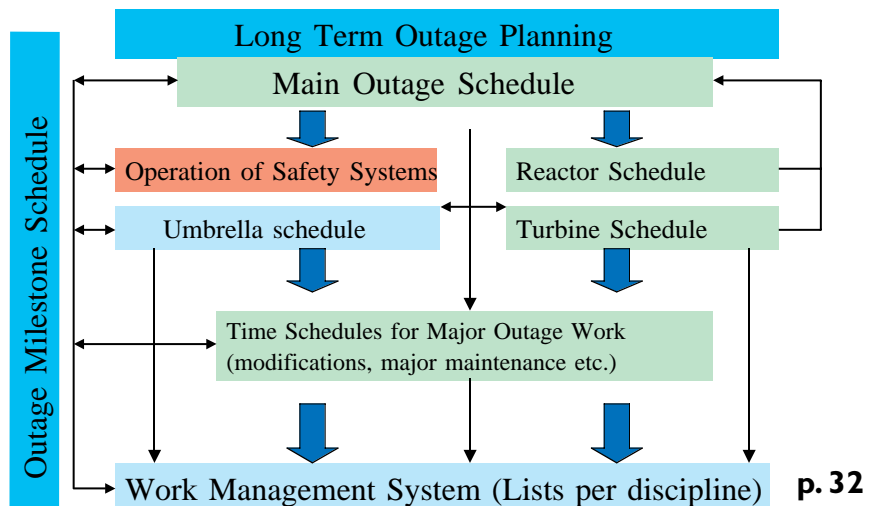 Long Term Outage Planning
Main Outage Schedule
Outage Milestone Schedule
Operation of Safety Systems
Reactor Schedule
Umbrella schedule
Turbine Schedule
Time Schedules for Major Outage Work
(modifications, major maintenance etc.)
Work Management System (Lists per discipline)
p. 32